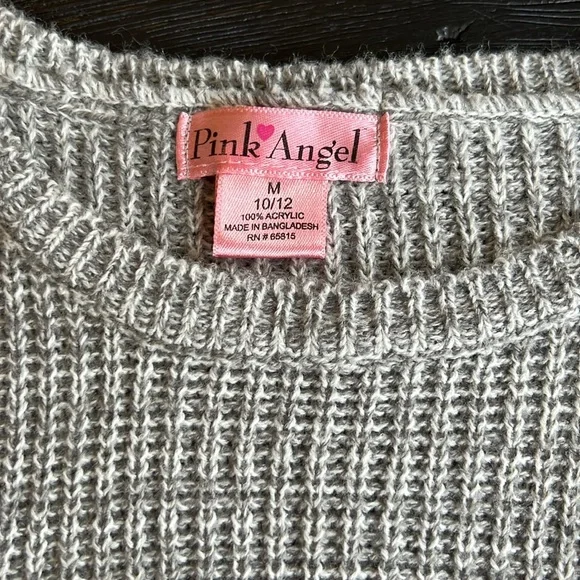 Pink Angel
M
10/12
100% ACRYLIC
MADE IN BANGLADESH
RN # 65815